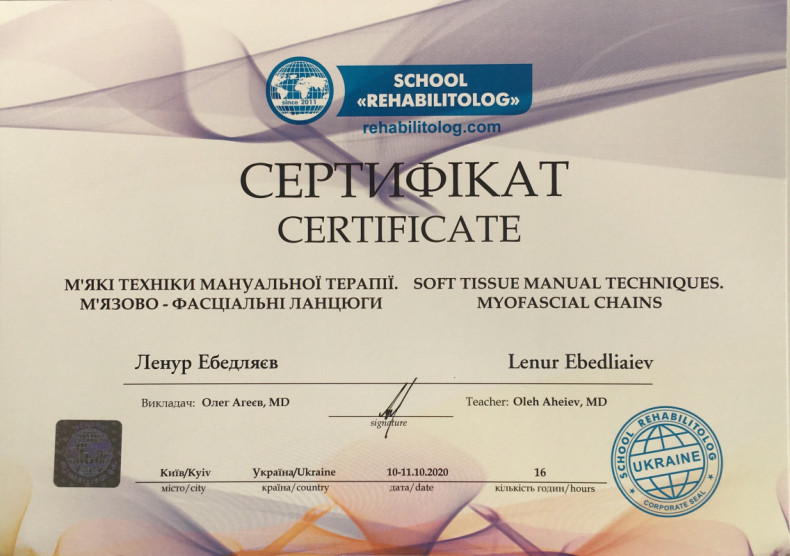 since 2011
SCHOOL
«REHABILITOLOG»
rehabilitolog.com
СЕРТИФІКАТ
CERTIFICATE
М'ЯКІ ТЕХНІКИ МАНУАЛЬНОЇ ТЕРАПІЇ.
М'ЯЗОВО - ФАСЦІАЛЬНІ ЛАНЦЮГИ
SOFT TISSUE MANUAL TECHNIQUES.
MYOFASCIAL CHAINS
Ленур Ебедляєв
Lenur Ebedliaiev
Викладач: Олег Агеєв, MD
Teacher: Oleh Aheiev, MD
signature
Київ/Kyiv Україна/Ukraine 10-11.10.2020 16
місто/city країна/country дата/date кількість годин/hours
SCHOOL REHABILITOLOG
UKRAINE
CORPORATE SEAL